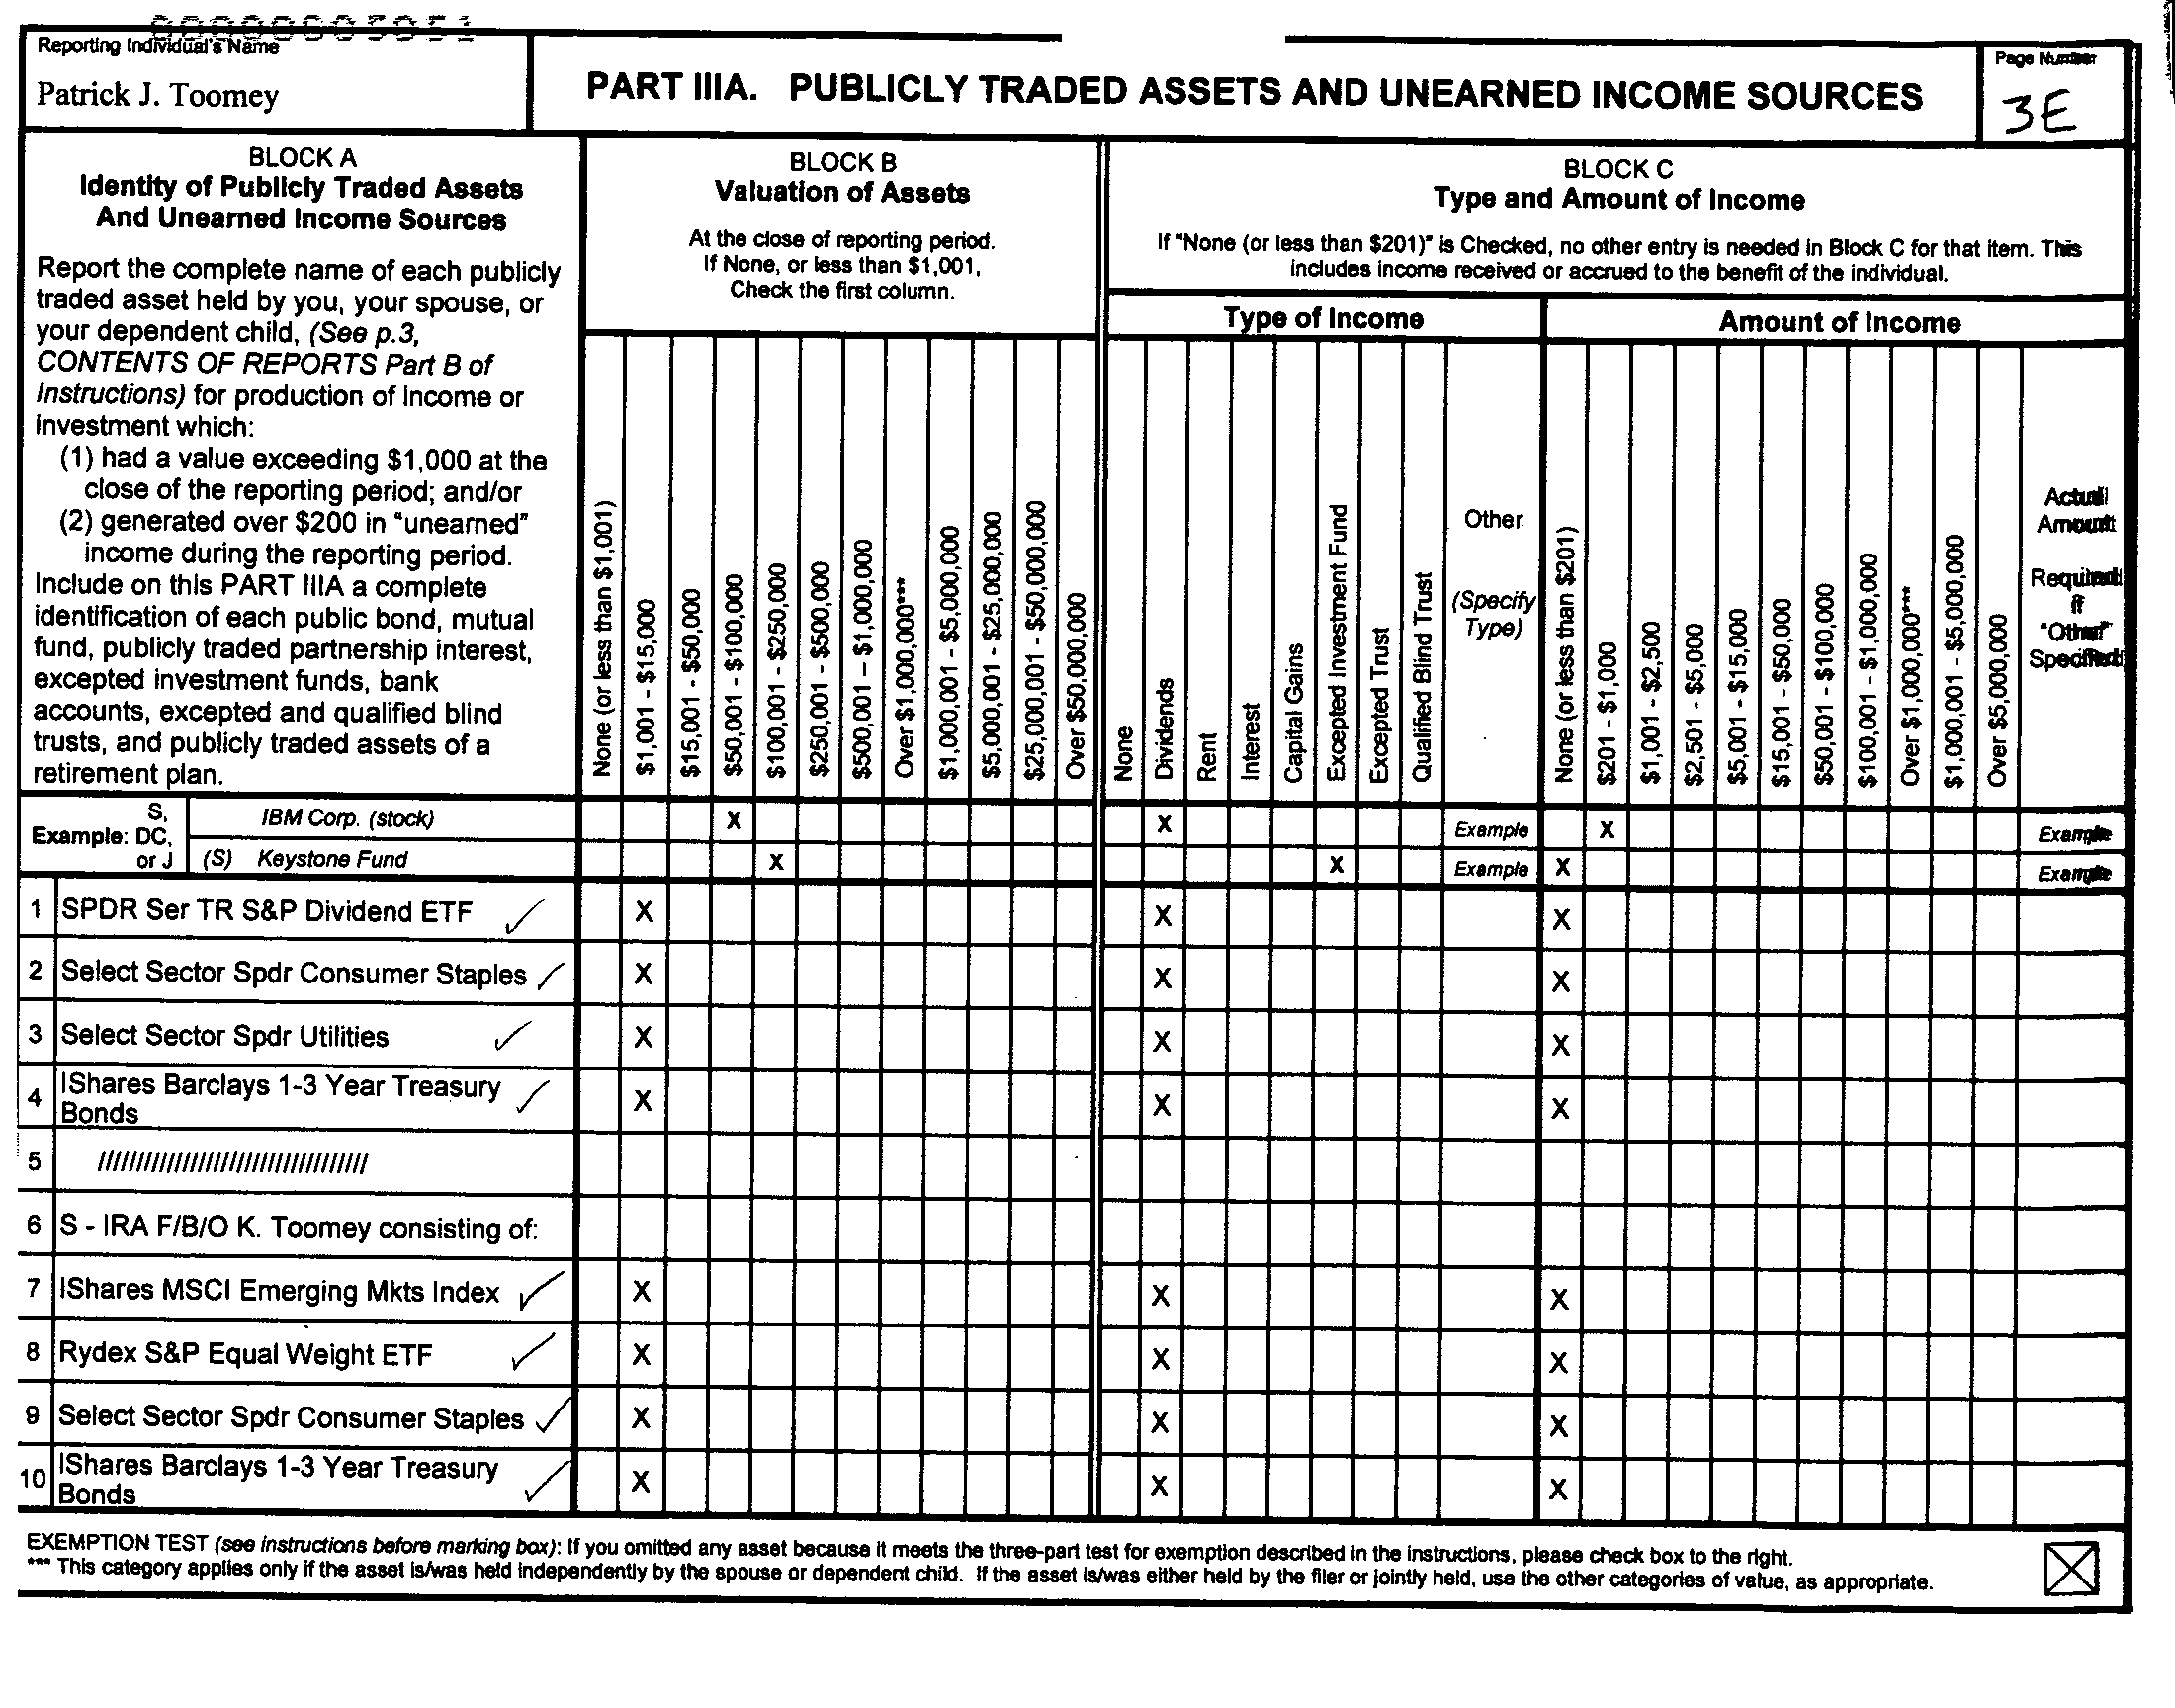 Reporting Individual's Name
Patrick J. Toomey
PART IIIA. PUBLICLY TRADED ASSETS AND UNEARNED INCOME SOURCES
Page Number
3E
BLOCK A
Identity of Publicly Traded Assets
And Unearned Income Sources
Report the complete name of each publicly
traded asset held by you, your spouse, or
your dependent child, (See p.3,
CONTENTS OF REPORTS Part B of
Instructions) for production of income or
investment which:
(1) had a value exceeding $1,000 at the
close of the reporting period; and/or
(2) generated over $200 in "unearned"
income during the reporting period.
Include on this PART IIIA a complete
identification of each public bond, mutual
fund, publicly traded partnership interest,
excepted investment funds, bank
accounts, excepted and qualified blind
trusts, and publicly traded assets of a
retirement plan.
BLOCK B
Valuation of Assets
At the close of reporting period.
If None, or less than $1,001,
Check the first column.
None (or less than $1,001)
$1,001 - $15,000
$15,001 - $50,000
$50,001 - $100,000
$100,001 - $250,000
$250,001 - $500,000
$500,001 – $1,000,000
Over $1,000,000***
$1,000,001 - $5,000,000
$5,000,001 - $25,000,000
$25,000,001 - $50,000,000
Over $50,000,000
BLOCK C
Type and Amount of Income
If "None (or less than $201)" is Checked, no other entry is needed in Block C for that item. This
includes income received or accrued to the benefit of the individual.
Type of Income
None
Dividends
Rent
Interest
Capital Gains
Excepted Investment Fund
Excepted Trust
Qualified Blind Trust
Other
(Specify
Type)
Amount of Income
None (or less than $201)
$201 - $1,000
$1,001 - $2,500
$2,501 - $5,000
$5,001 - $15,000
$15,001 - $50,000
$50,001 - $100,000
$100,001 - $1,000,000
Over $1,000,000***
$1,000,001 - $5,000,000
Over $5,000,000
Actual
Amount
Required
if
"Other"
Specified
Example: S, DC, or J
IBM Corp. (stock) X X Example X Example
(S) Keystone Fund X X Example X Example
1 SPDR Ser TR S&P Dividend ETF ✓ X X X
2 Select Sector Spdr Consumer Staples ✓ X X X
3 Select Sector Spdr Utilities ✓ X X X
4 IShares Barclays 1-3 Year Treasury
Bonds ✓ X X X
5 //////////////////////////////////
6 S - IRA F/B/O K. Toomey consisting of:
7 IShares MSCI Emerging Mkts Index ✓ X X X
8 Rydex S&P Equal Weight ETF ✓ X X X
9 Select Sector Spdr Consumer Staples ✓ X X X
10 IShares Barclays 1-3 Year Treasury
Bonds ✓ X X X
EXEMPTION TEST (see instructions before marking box): If you omitted any asset because it meets the three-part test for exemption described in the instructions, please check box to the right.
*** This category applies only if the asset is/was held independently by the spouse or dependent child. If the asset is/was either held by the filer or jointly held, use the other categories of value, as appropriate.